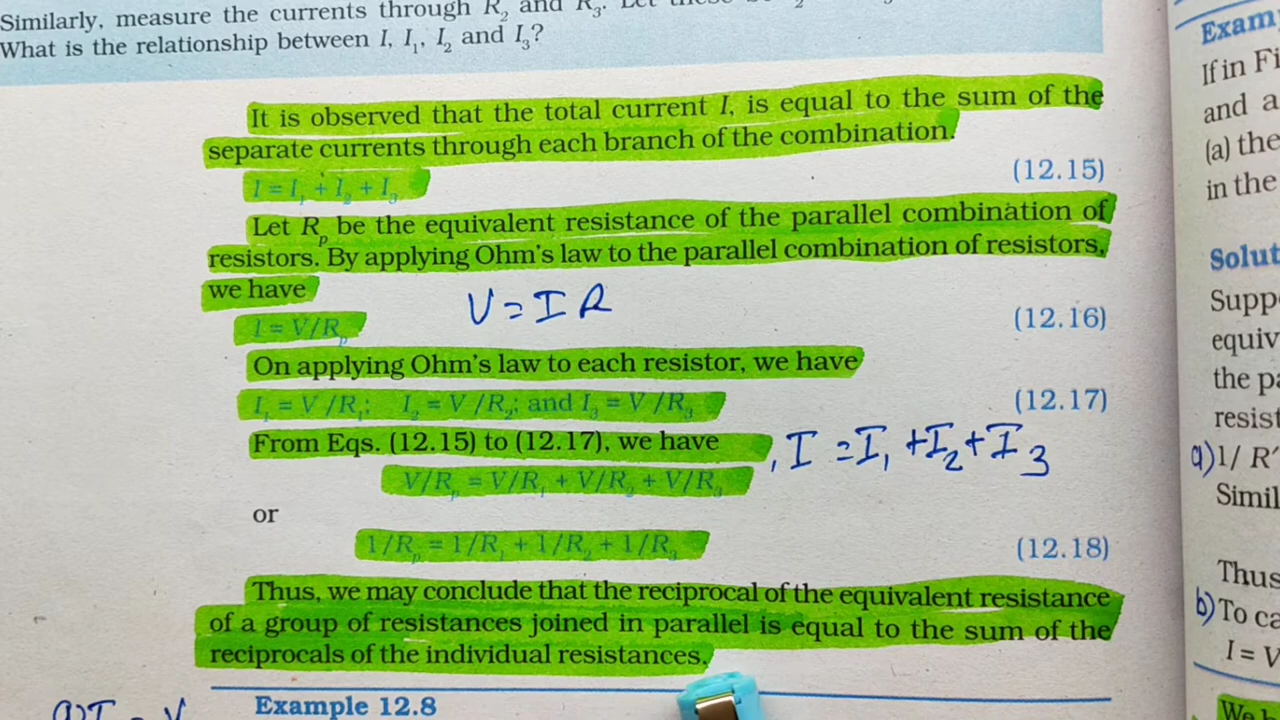 Similarly, measure the currents through R₂ and R₃.
What is the relationship between I, I₁, I₂ and I₃?
It is observed that the total current I, is equal to the sum of the
separate currents through each branch of the combination.
I = I₁ + I₂ + I₃ (12.15)
Let Rₚ be the equivalent resistance of the parallel combination of
resistors. By applying Ohm's law to the parallel combination of resistors,
we have
V = I R
I = V/Rₚ (12.16)
On applying Ohm's law to each resistor, we have
I₁ = V /R₁; I₂ = V /R₂; and I₃ = V /R₃ (12.17)
From Eqs. (12.15) to (12.17), we have , I = I₁ + I₂ + I₃
V/Rₚ = V/R₁ + V/R₂ + V/R₃
or
1/Rₚ = 1/R₁ + 1/R₂ + 1/R₃ (12.18)
Thus, we may conclude that the reciprocal of the equivalent resistance
of a group of resistances joined in parallel is equal to the sum of the
reciprocals of the individual resistances.
Example 12.8
If in
and a
(a) the
in the
the
resist
a) 1/ R′
Simil
Thus
b) To ca
I = V